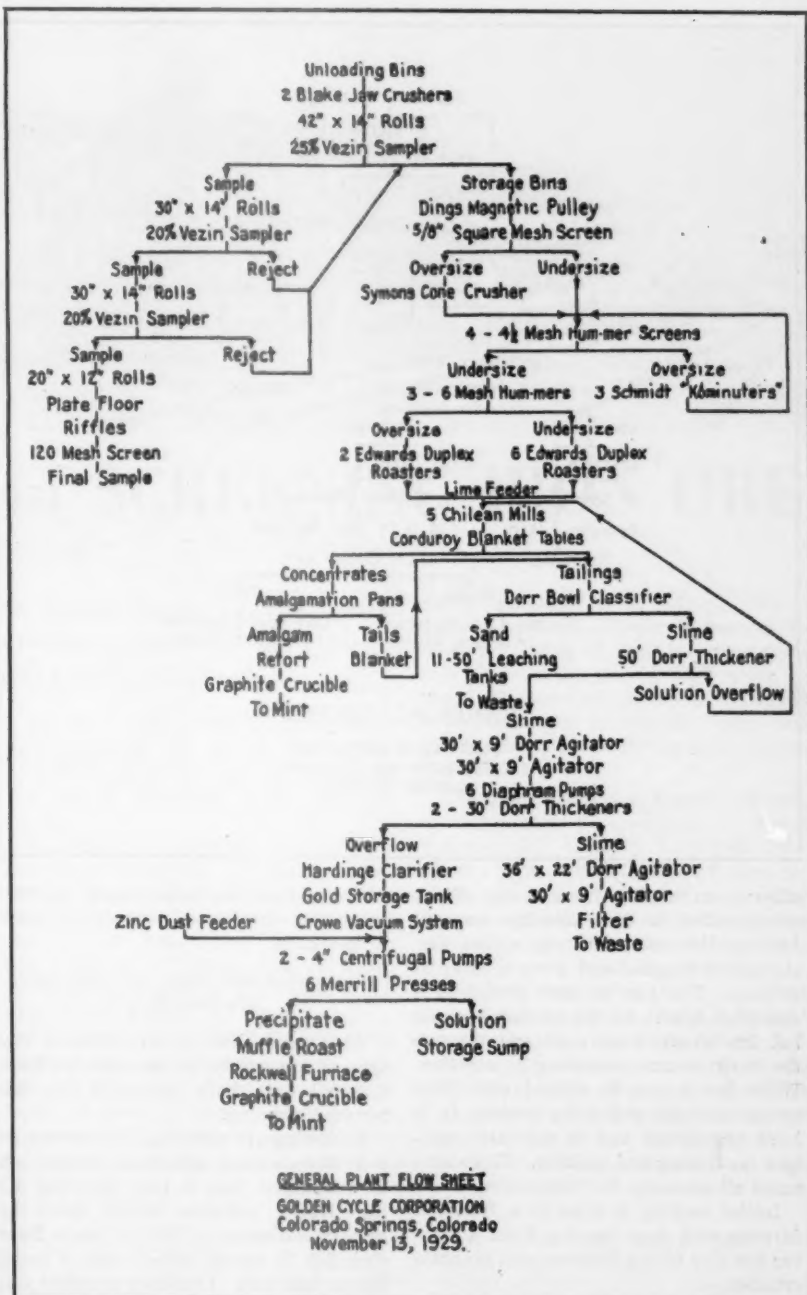 Unloading Bins
2 Blake Jaw Crushers
42" x 14" Rolls
25% Vezin Sampler
Sample
30" x 14" Rolls
20% Vezin Sampler
Sample
Reject
30" x 14" Rolls
20% Vezin Sampler
Sample
Reject
20" x 12" Rolls
Plate Floor
Riffles
120 Mesh Screen
Final Sample
Storage Bins
Dings Magnetic Pulley
5/8" Square Mesh Screen
Oversize
Undersize
Symons Cone Crusher
4 - 4½ Mesh Hum-mer Screens
Undersize
Oversize
3 - 6 Mesh Hum-mers
3 Schmidt "Kominuters"
Oversize
Undersize
2 Edwards Duplex
Roasters
6 Edwards Duplex
Roasters
Lime Feeder
5 Chilean Mills
Corduroy Blanket Tables
Concentrates
Amalgamation Pans
Amalgam
Tails
Retort
Blanket
Graphite Crucible
To Mint
Tailings
Dorr Bowl Classifier
Sand
Slime
11-50' Leaching
Tanks
To Waste
50' Dorr Thickener
Solution Overflow
Slime
30' x 9' Dorr Agitator
30' x 9' Agitator
6 Diaphram Pumps
2 - 30' Dorr Thickeners
Overflow
Slime
Hardinge Clarifier
36' x 22' Dorr Agitator
Gold Storage Tank
30' x 9' Agitator
Zinc Dust Feeder
Crowe Vacuum System
Filter
To Waste
2 - 4" Centrifugal Pumps
6 Merrill Presses
Precipitate
Solution
Muffle Roast
Storage Sump
Rockwell Furnace
Graphite Crucible
To Mint
GENERAL PLANT FLOW SHEET
GOLDEN CYCLE CORPORATION
Colorado Springs, Colorado
November 13, 1929.